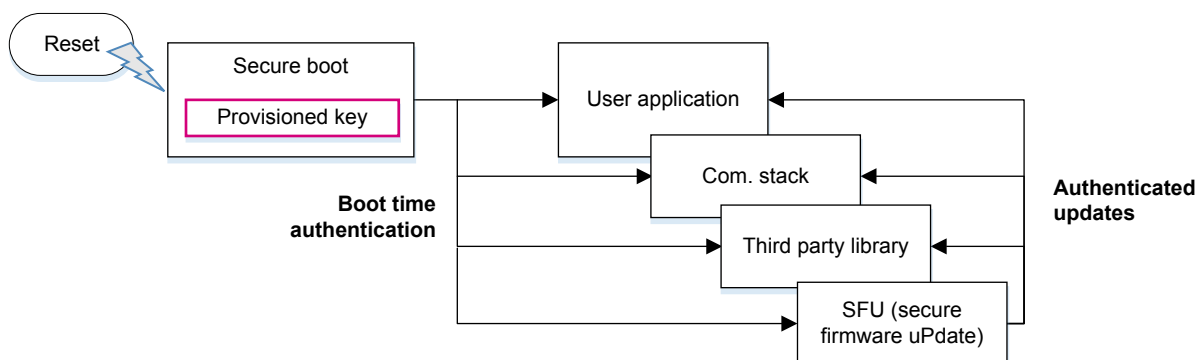 Reset
Secure boot
Provisioned key
User application
Com. stack
Third party library
SFU (secure
firmware uPdate)
Boot time
authentication
Authenticated
updates